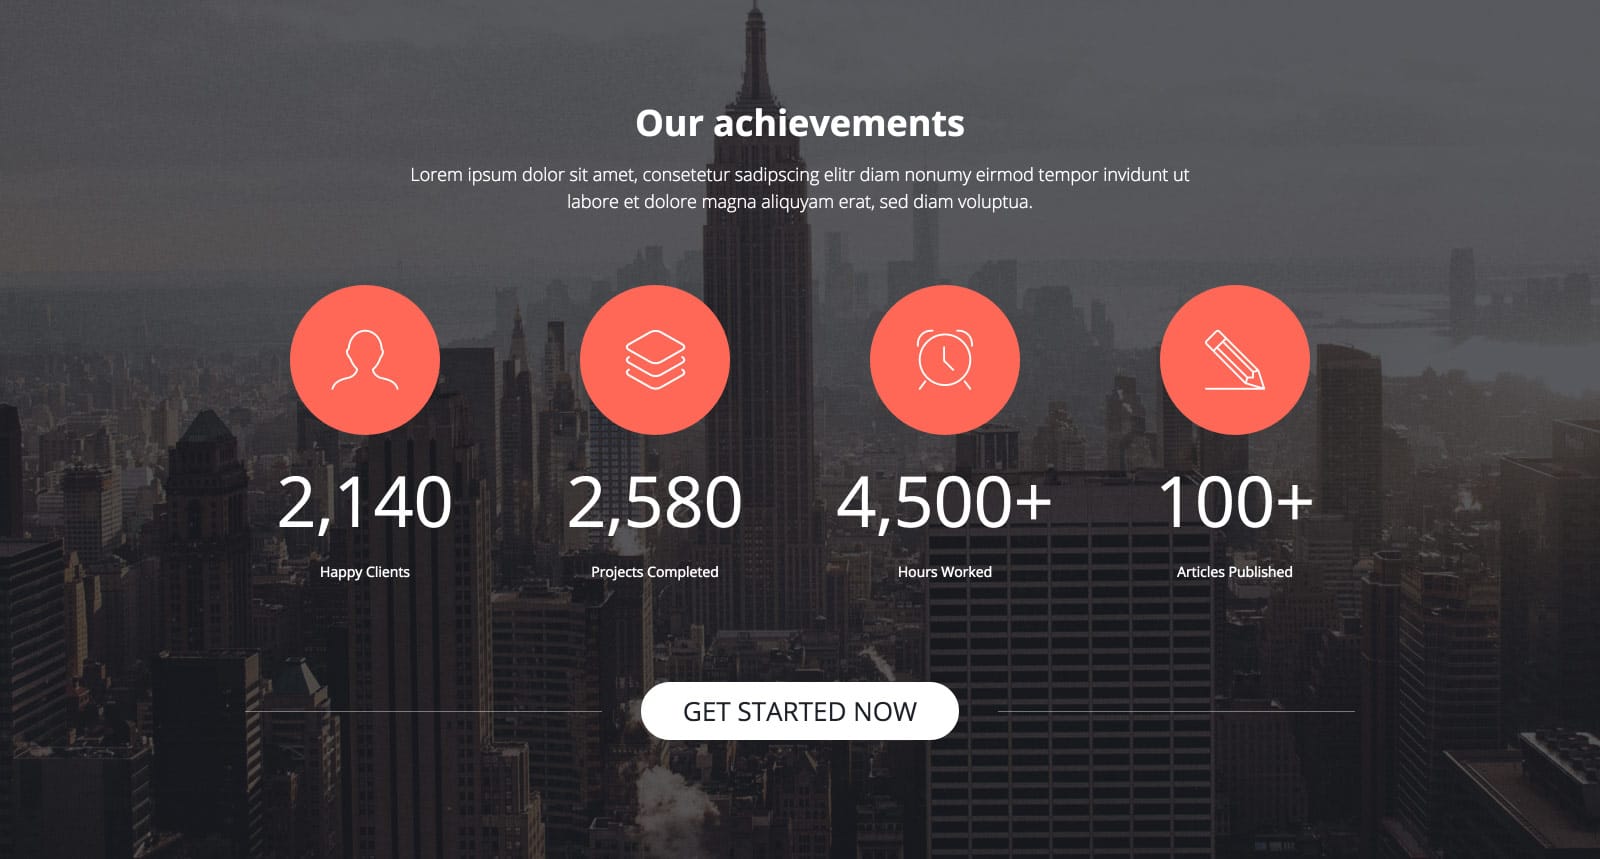 Our achievements
Lorem ipsum dolor sit amet, consetetur sadipscing elitr diam nonumy eirmod tempor invidunt ut
labore et dolore magna aliquyam erat, sed diam voluptua.
2,140
2,580
4,500+
100+
Happy Clients
Projects Completed
Hours Worked
Articles Published
GET STARTED NOW